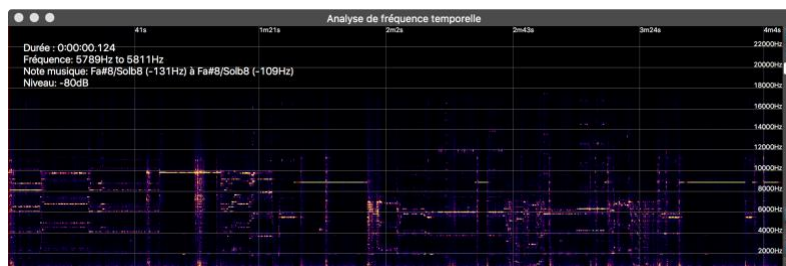 Analyse de fréquence temporelle
41s
1m21s
2m2s
2m43s
3m24s
4m4s
Durée : 0:00:00.124
Fréquence: 5789Hz to 5811Hz
Note musique: Fa#8/Solb8 (-131Hz) à Fa#8/Solb8 (-109Hz)
Niveau: -80dB
22000Hz
20000Hz
18000Hz
16000Hz
14000Hz
12000Hz
10000Hz
8000Hz
6000Hz
4000Hz
2000Hz